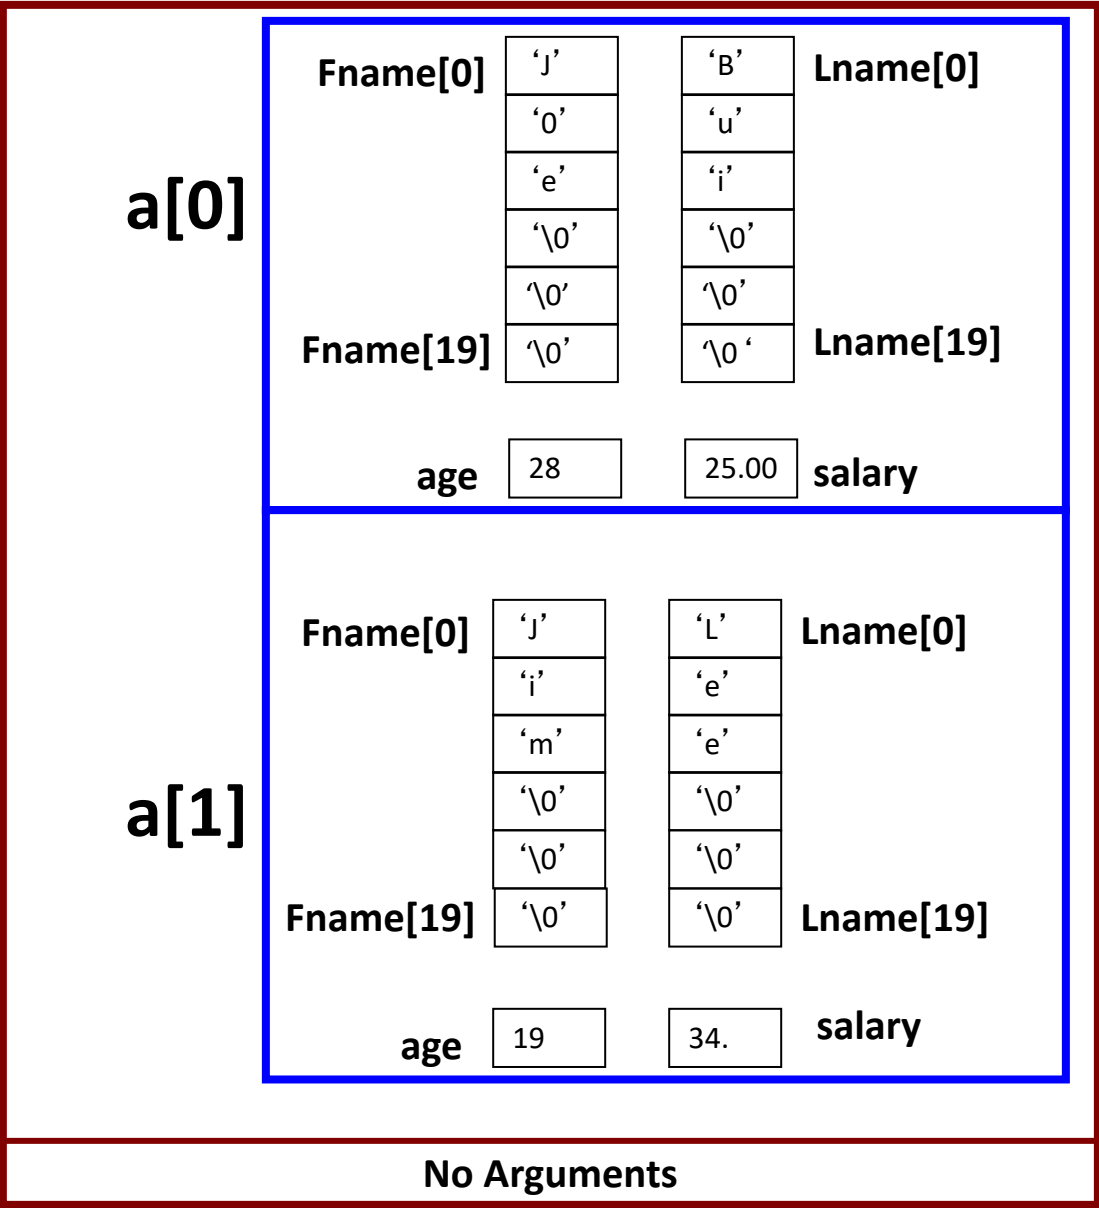 Fname[0] ‘J’ ‘B’ Lname[0]
‘0’ ‘u’
a[0] ‘e’ ‘i’
‘\0’ ‘\0’
‘\0’ ‘\0’
Fname[19] ‘\0’ ‘\0 ‘ Lname[19]
age 28 25.00 salary
Fname[0] ‘J’ ‘L’ Lname[0]
‘i’ ‘e’
‘m’ ‘e’
a[1] ‘\0’ ‘\0’
‘\0’ ‘\0’
Fname[19] ‘\0’ ‘\0’ Lname[19]
age 19 34. salary
No Arguments